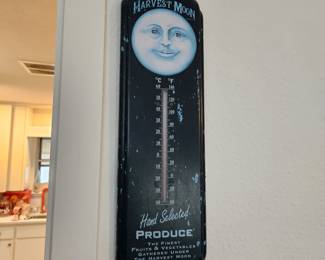 HARVEST MOON
°C °F
Hand Selected
PRODUCE
THE FINEST
FRUITS & VEGETABLES
GATHERED UNDER
THE HARVEST MOON